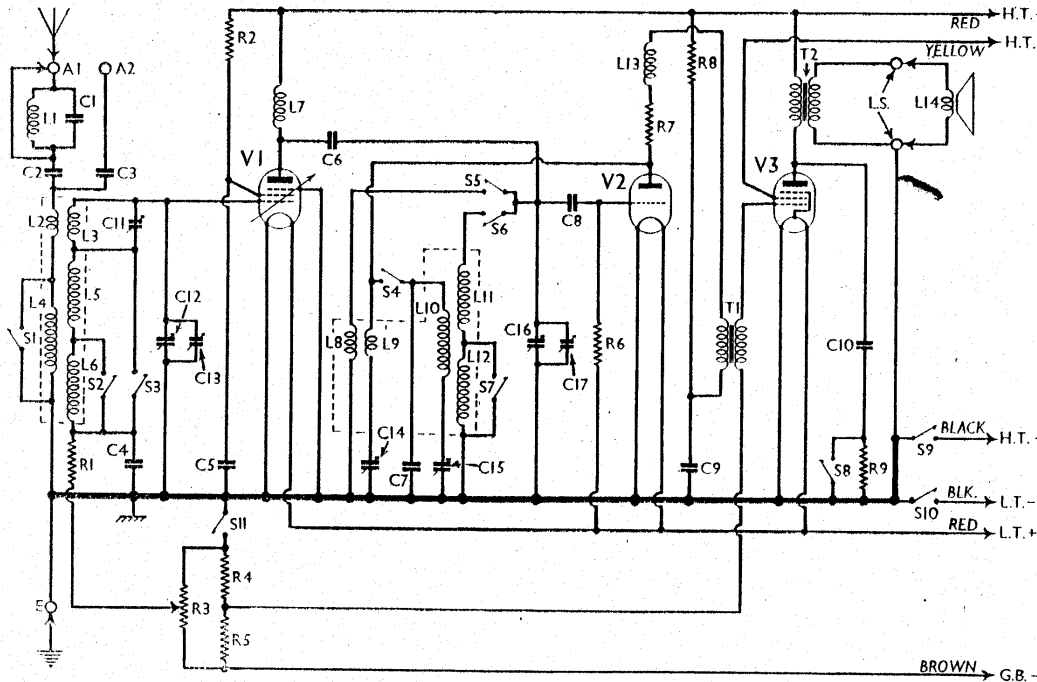 H.T. +
RED
H.T.
YELLOW
A1
A2
R2
L1
C1
L7
L13
R8
T2
L.S.
L14
R7
C6
V1
V2
V3
C2
C3
S5
S6
C8
L2
L3
C11
L4
L5
S1
L6
S2
S3
C12
C13
S4
L10
L11
L8
L9
L12
S7
C16
C17
R6
T1
C10
R1
C4
C5
C14
C7
C15
C9
S8
R9
S9
BLACK
H.T. -
S10
BLK.
L.T. -
RED
L.T. +
S11
R4
R3
R5
E
BROWN
G.B. -